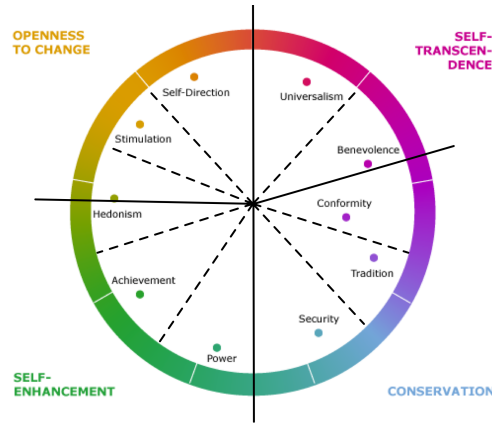 OPENNESS
TO CHANGE
SELF-
TRANSCEN-
DENCE
Self-Direction
Universalism
Stimulation
Benevolence
Hedonism
Conformity
Tradition
Achievement
Security
Power
SELF-
ENHANCEMENT
CONSERVATION